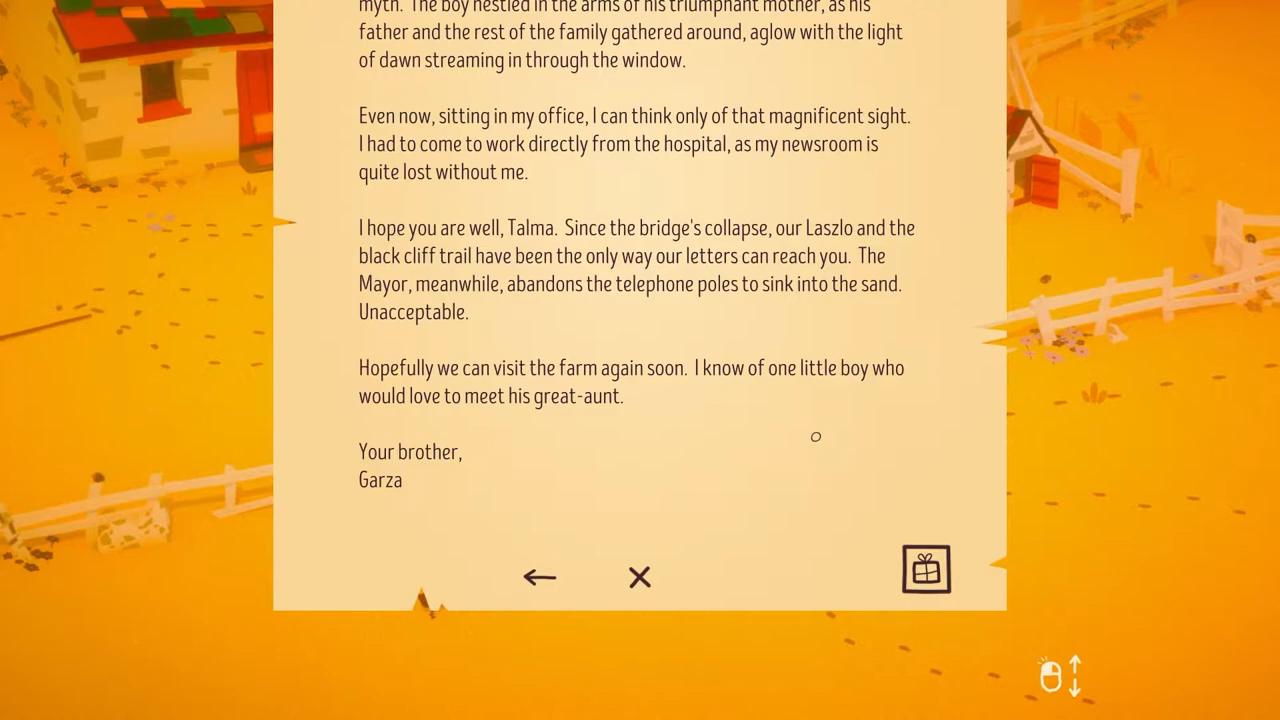 myth. The boy nestled in the arms of his triumphant mother, as his
father and the rest of the family gathered around, aglow with the light
of dawn streaming in through the window.
Even now, sitting in my office, I can think only of that magnificent sight.
I had to come to work directly from the hospital, as my newsroom is
quite lost without me.
I hope you are well, Talma. Since the bridge's collapse, our Laszlo and the
black cliff trail have been the only way our letters can reach you. The
Mayor, meanwhile, abandons the telephone poles to sink into the sand.
Unacceptable.
Hopefully we can visit the farm again soon. I know of one little boy who
would love to meet his great-aunt.
Your brother,
Garza